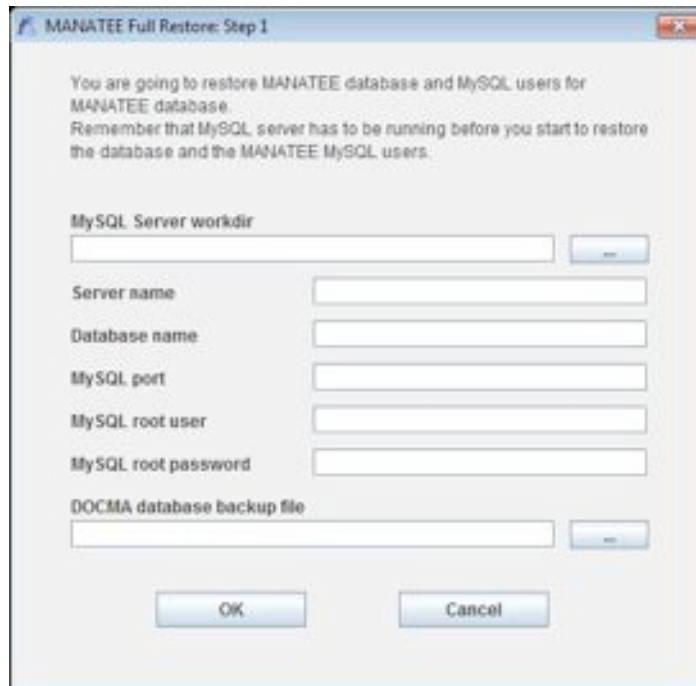 MANATEE Full Restore: Step 1
You are going to restore MANATEE database and MySQL users for
MANATEE database.
Remember that MySQL server has to be running before you start to restore
the database and the MANATEE MySQL users.
MySQL Server workdir
...
Server name
Database name
MySQL port
MySQL root user
MySQL root password
DOCMA database backup file
...
OK Cancel